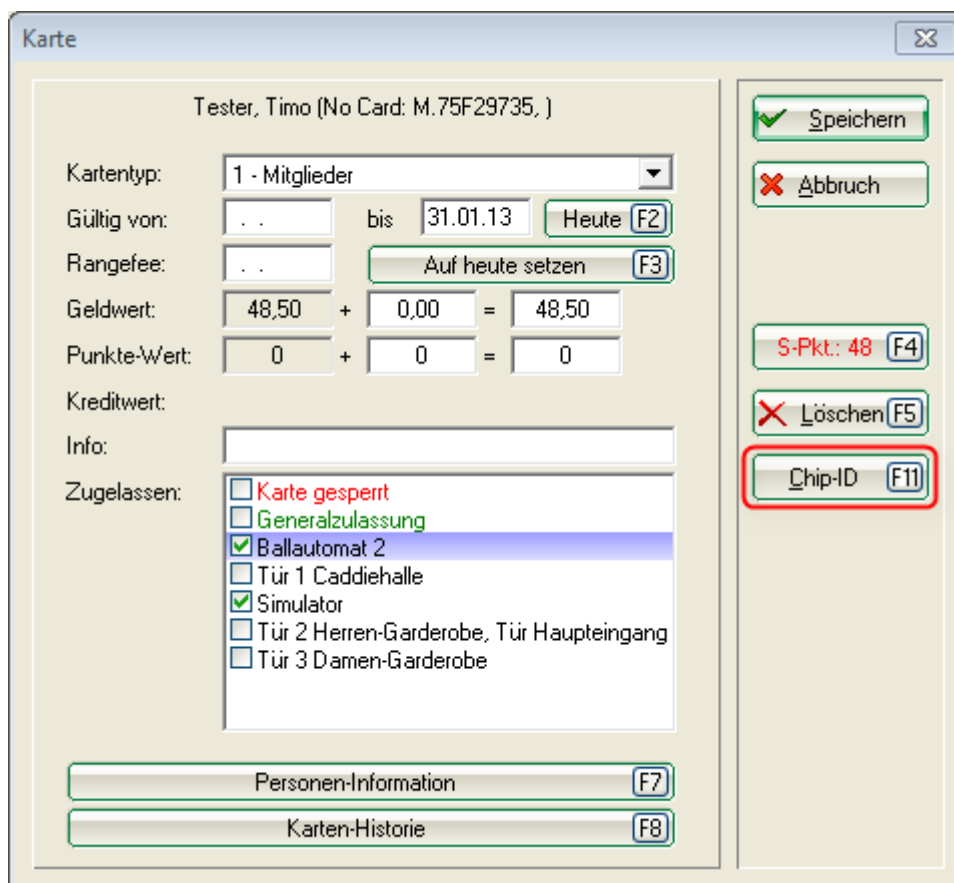 Karte
Tester, Timo (No Card: M.75F29735, )
Kartentyp: 1 - Mitglieder
Gültig von: . . bis 31.01.13 Heute F2
Rangefee: . . Auf heute setzen F3
Geldwert: 48,50 + 0,00 = 48,50
Punkte-Wert: 0 + 0 = 0
Kreditwert:
Info:
Zugelassen:
Karte gesperrt
Generalzulassung
Ballautomat 2
Tür 1 Caddiehalle
Simulator
Tür 2 Herren-Garderobe, Tür Haupteingang
Tür 3 Damen-Garderobe
Personen-Information F7
Karten-Historie F8
Speichern
Abbruch
S-Pkt.: 48 F4
Löschen F5
Chip-ID F11